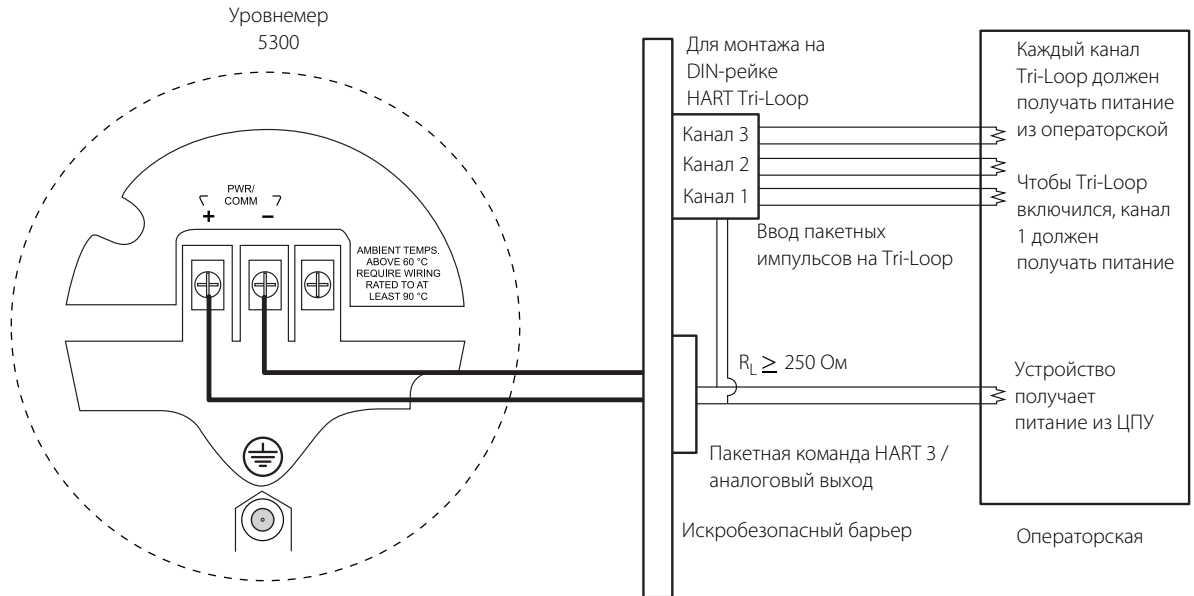 Уровнемер
5300
PWR/
COMM
+ –
AMBIENT TEMPS.
ABOVE 60 °C
REQUIRE WIRING
RATED TO AT
LEAST 90 °C
Для монтажа на
DIN-рейке
HART Tri-Loop
Канал 3
Канал 2
Канал 1
Ввод пакетных
импульсов на Tri-Loop
RL ≥ 250 Ом
Пакетная команда HART 3 /
аналоговый выход
Искробезопасный барьер
Каждый канал
Tri-Loop должен
получать питание
из операторской
Чтобы Tri-Loop
включился, канал
1 должен
получать питание
Устройство
получает
питание из ЦПУ
Операторская